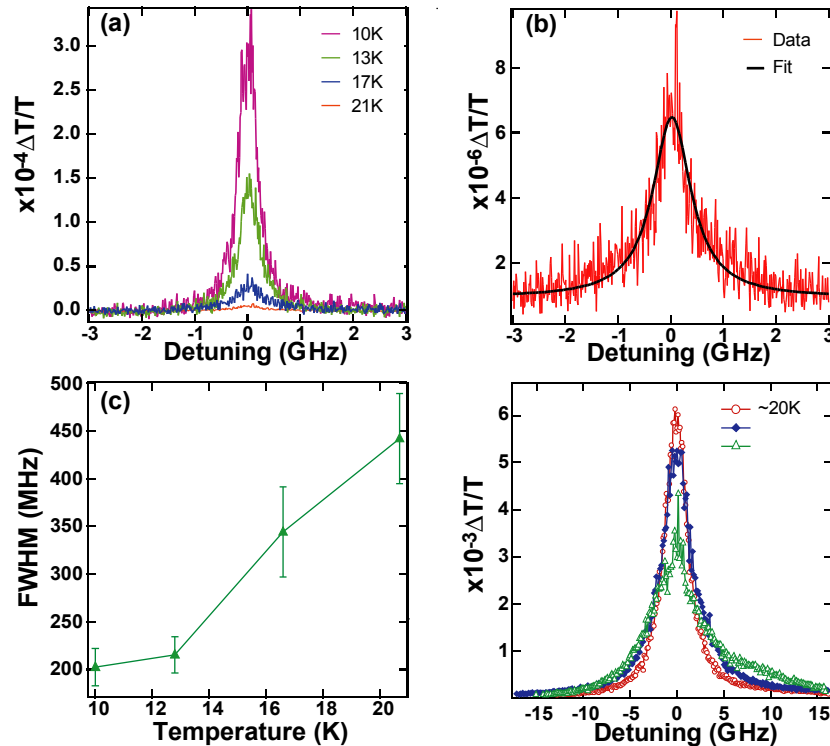 (a)
10K
13K
17K
21K
x10-4ΔT/T
3.0
2.5
2.0
1.5
1.0
0.5
0.0
-3 -2 -1 0 1 2 3
Detuning (GHz)
(b)
Data
Fit
x10-6ΔT/T
8
6
4
2
-3 -2 -1 0 1 2 3
Detuning (GHz)
(c)
FWHM (MHz)
500
450
400
350
300
250
200
10 12 14 16 18 20
Temperature (K)
~20K
x10-3ΔT/T
6
5
4
3
2
1
-15 -10 -5 0 5 10 15
Detuning (GHz)